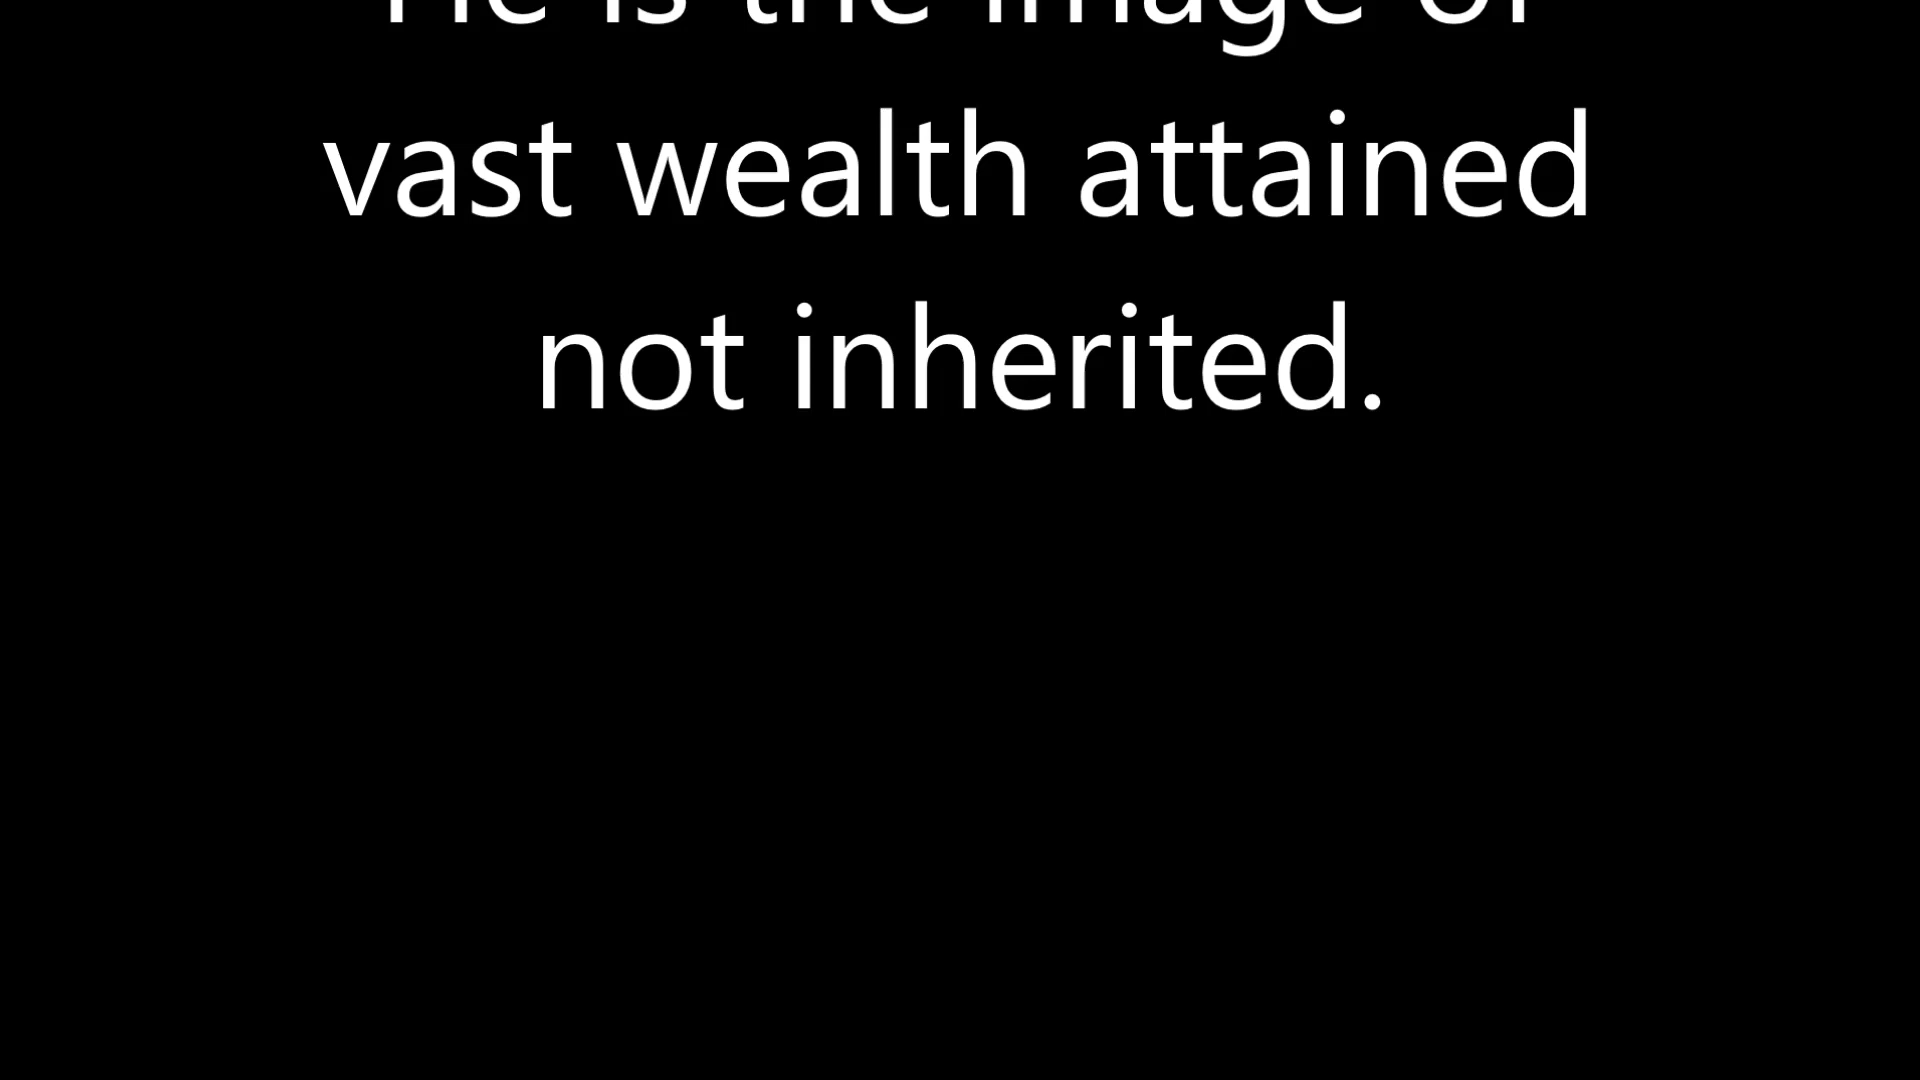 He is the image of
vast wealth attained
not inherited.